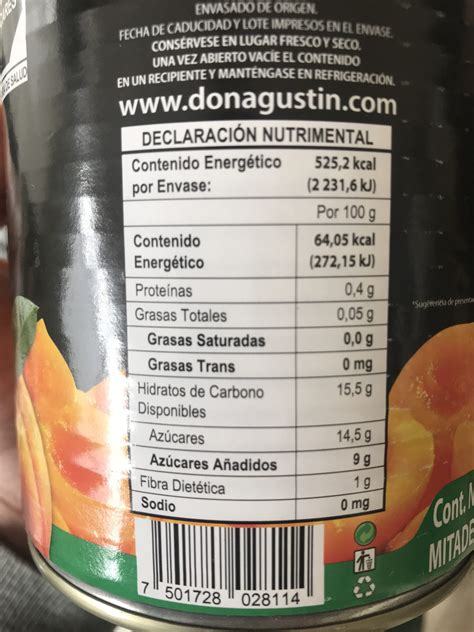 ENVASADO DE ORIGEN.
FECHA DE CADUCIDAD Y LOTE IMPRESOS EN EL ENVASE.
CONSÉRVESE EN LUGAR FRESCO Y SECO.
UNA VEZ ABIERTO VACÍE EL CONTENIDO
EN UN RECIPIENTE Y MANTÉNGASE EN REFRIGERACIÓN.
DE SALUD
www.donagustin.com
DECLARACIÓN NUTRIMENTAL
Contenido Energético por Envase: 525,2 kcal (2 231,6 kJ)
Por 100 g
Contenido Energético 64,05 kcal (272,15 kJ)
Proteínas 0,4 g
Grasas Totales 0,05 g
Grasas Saturadas 0,0 g
Grasas Trans 0 mg
Hidratos de Carbono Disponibles 15,5 g
Azúcares 14,5 g
Azúcares Añadidos 9 g
Fibra Dietética 1 g
Sodio 0 mg
*Sugerencia de
Cont.
MITADE
7 501728 028114